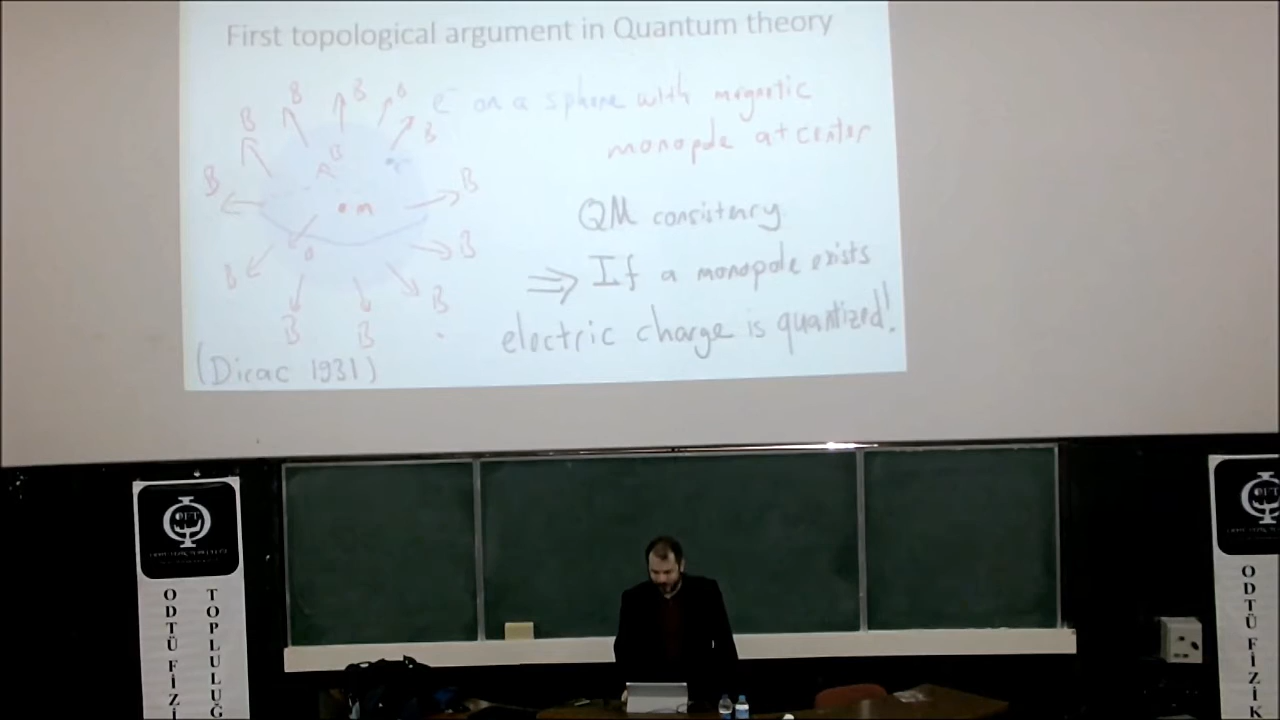 First topological argument in Quantum theory
B B B B B
e⁻ on a sphere with magnetic
monopole at center
B B
B m B
B B B
B B
QM consistency
⇒ If a monopole exists
electric charge is quantized!
(Dirac 1931)
ODTÜ FİZİ
TOPLULUĞ
ODTÜ FİZİK